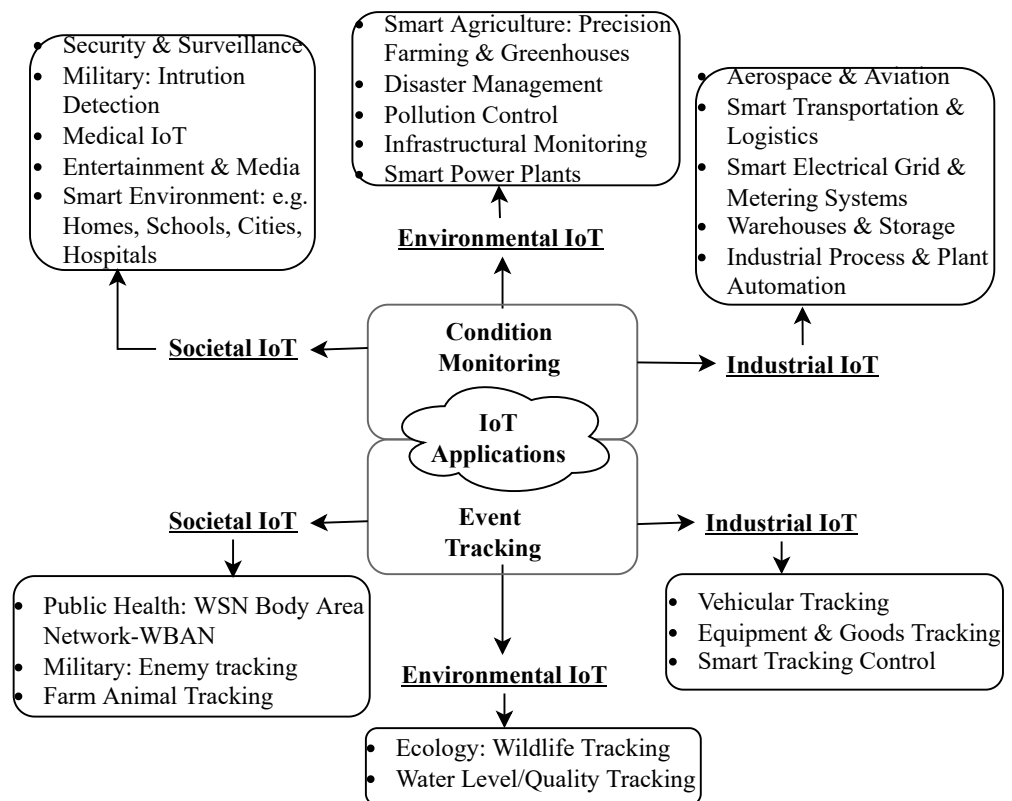 • Security & Surveillance
• Military: Intrution
Detection
• Medical IoT
• Entertainment & Media
• Smart Environment: e.g.
Homes, Schools, Cities,
Hospitals
• Smart Agriculture: Precision
Farming & Greenhouses
• Disaster Management
• Pollution Control
• Infrastructural Monitoring
• Smart Power Plants
• Aerospace & Aviation
• Smart Transportation &
Logistics
• Smart Electrical Grid &
Metering Systems
• Warehouses & Storage
• Industrial Process & Plant
Automation
Environmental IoT
Societal IoT
Condition
Monitoring
Industrial IoT
IoT
Applications
Societal IoT
Event
Tracking
Industrial IoT
• Public Health: WSN Body Area
Network-WBAN
• Military: Enemy tracking
• Farm Animal Tracking
Environmental IoT
• Vehicular Tracking
• Equipment & Goods Tracking
• Smart Tracking Control
• Ecology: Wildlife Tracking
• Water Level/Quality Tracking